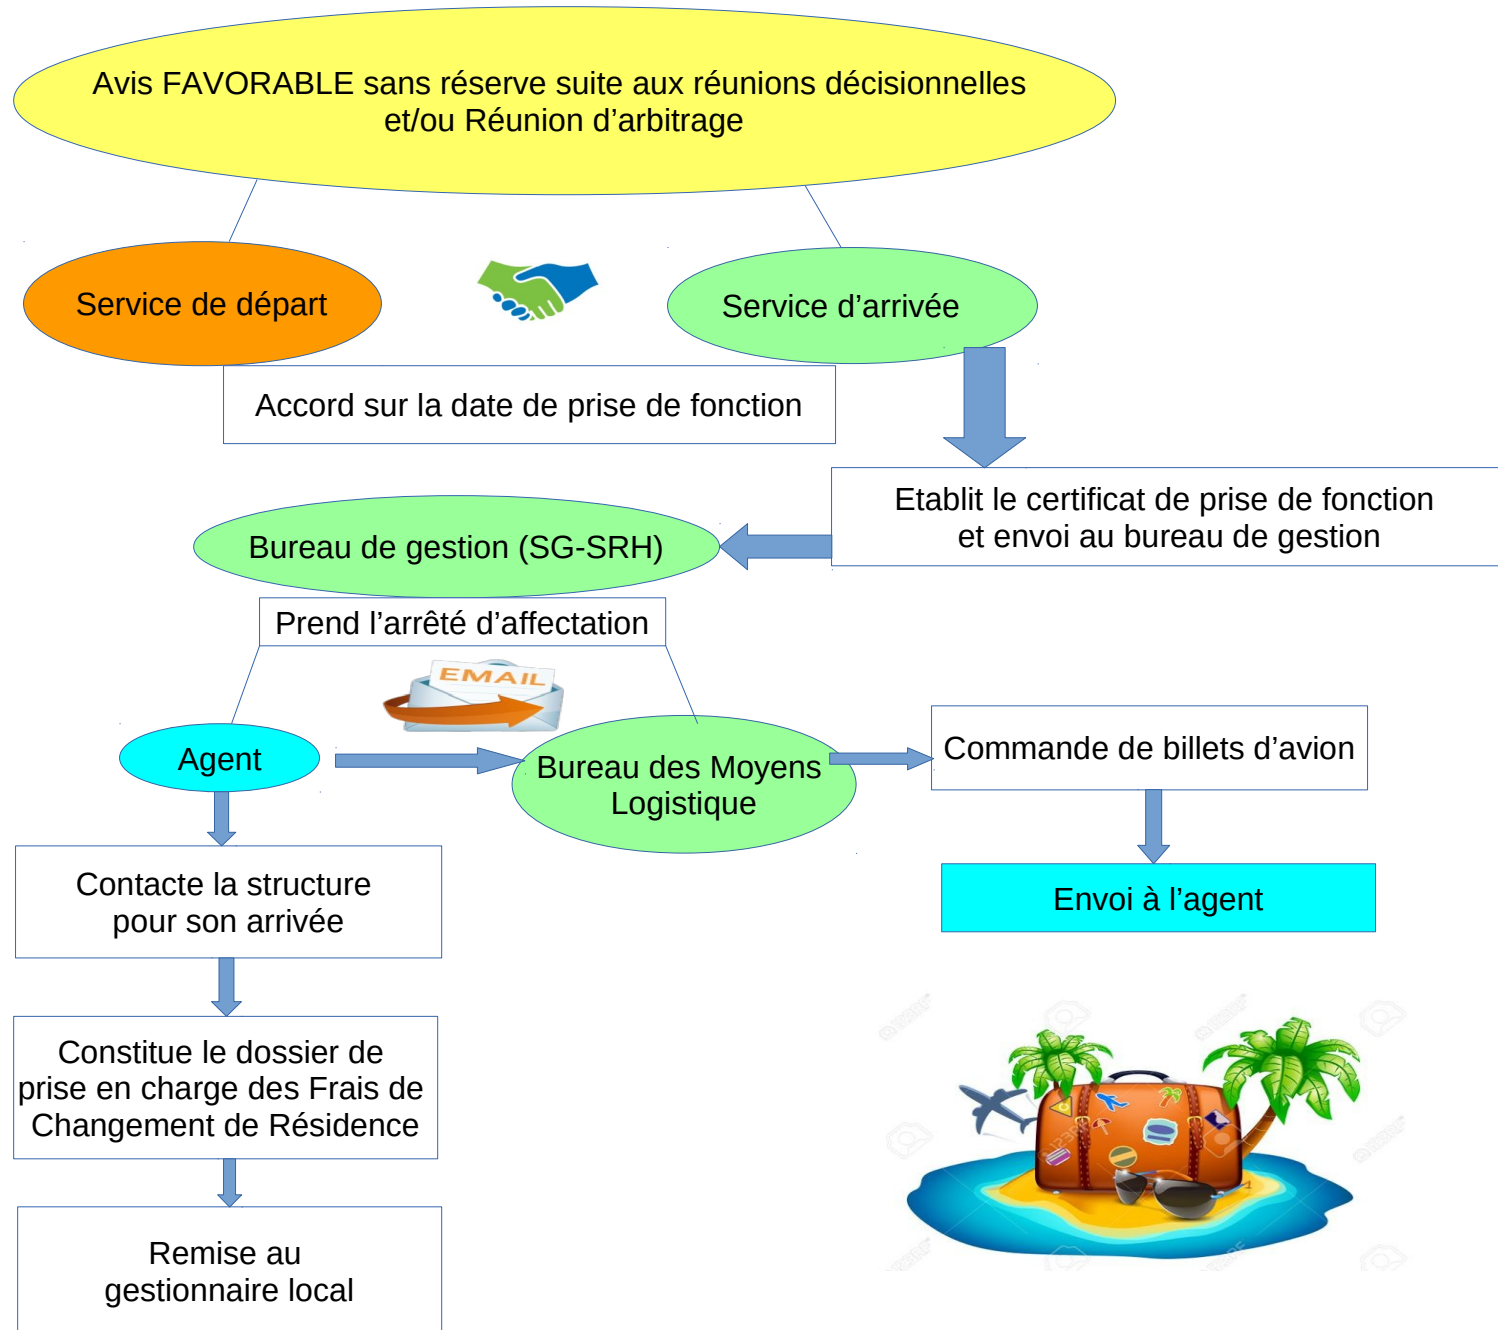 Avis FAVORABLE sans réserve suite aux réunions décisionnelles
et/ou Réunion d’arbitrage
Service de départ
Service d’arrivée
Accord sur la date de prise de fonction
Etablit le certificat de prise de fonction
et envoi au bureau de gestion
Bureau de gestion (SG-SRH)
Prend l’arrêté d’affectation
EMAIL
Agent
Bureau des Moyens
Logistique
Commande de billets d’avion
Contacte la structure
pour son arrivée
Envoi à l’agent
Constitue le dossier de
prise en charge des Frais de
Changement de Résidence
Remise au
gestionnaire local